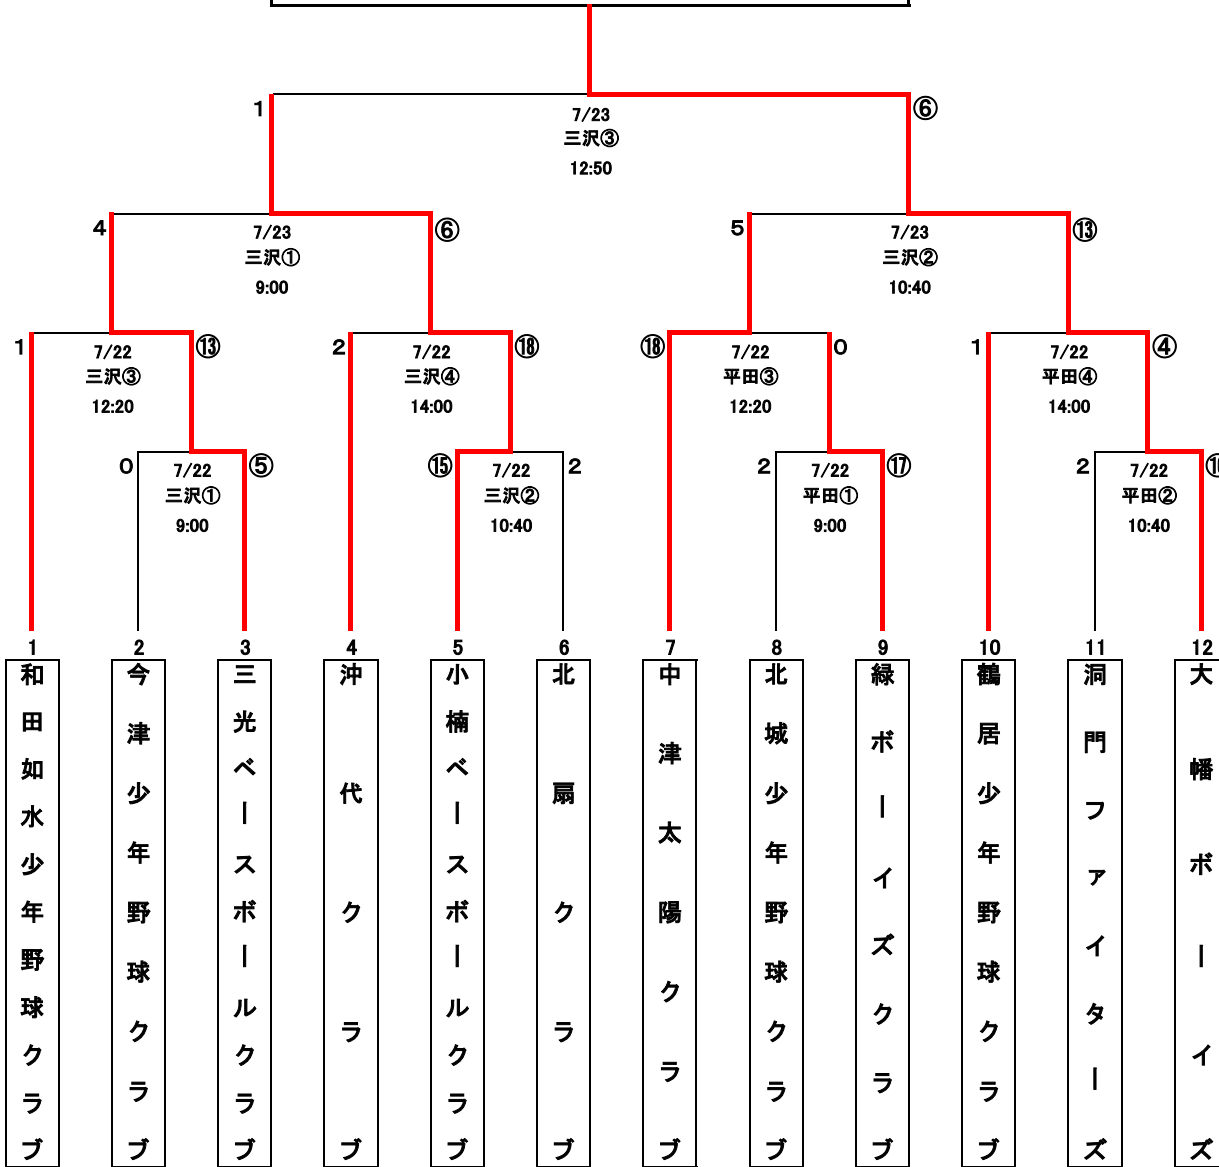 1 ⑥
7/23
三沢③
12:50
4 ⑥ 5 ⑬
7/23 7/23
三沢① 三沢②
9:00 10:40
1 ⑬ 2 ⑱ ⑱ 0 1 ④
7/22 7/22 7/22 7/22
三沢③ 三沢④ 平田③ 平田④
12:20 14:00 12:20 14:00
0 ⑤ ⑮ 2 2 ⑰ 2
7/22 7/22 7/22 7/22
三沢① 三沢② 平田① 平田②
9:00 10:40 9:00 10:40
1 2 3 4 5 6 7 8 9 10 11 12
和田如水少年野球クラブ
今津少年野球クラブ
三光ベースボールクラブ
沖代クラブ
小楠ベースボールクラブ
北扇クラブ
中津太陽クラブ
北城少年野球クラブ
緑ボーイズクラブ
鶴居少年野球クラブ
洞門ファイターズ
大幡ボーイズ